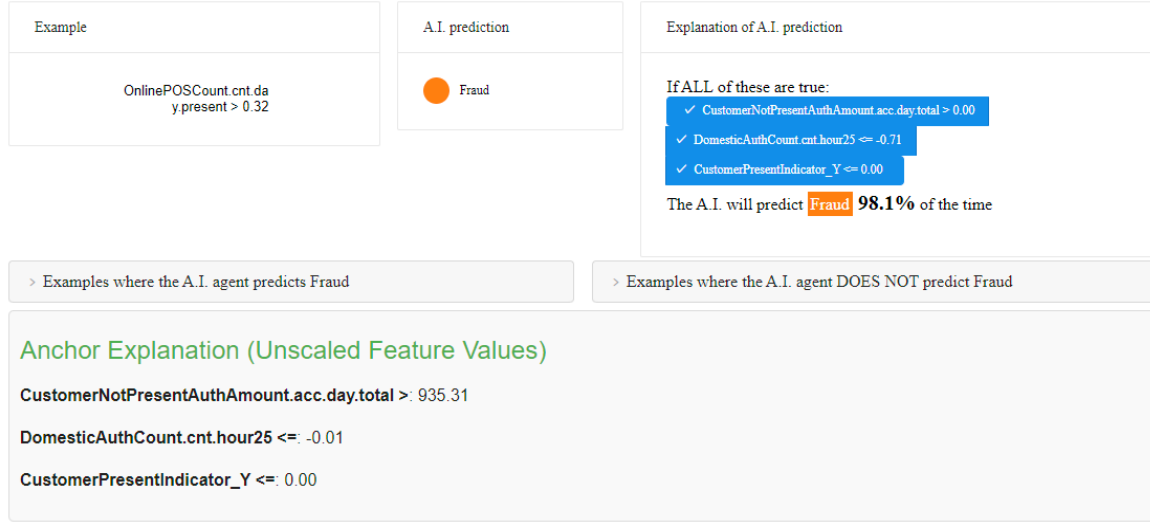 Example
OnlinePOSCount.cnt.da
y.present > 0.32
A.I. prediction
Fraud
Explanation of A.I. prediction
If ALL of these are true:
✓ CustomerNotPresentAuthAmount.acc.day.total > 0.00
✓ DomesticAuthCount.cnt.hour25 <= -0.71
✓ CustomerPresentIndicator_Y <= 0.00
The A.I. will predict Fraud 98.1% of the time
> Examples where the A.I. agent predicts Fraud
> Examples where the A.I. agent DOES NOT predict Fraud
Anchor Explanation (Unscaled Feature Values)
CustomerNotPresentAuthAmount.acc.day.total >: 935.31
DomesticAuthCount.cnt.hour25 <=: -0.01
CustomerPresentIndicator_Y <=: 0.00